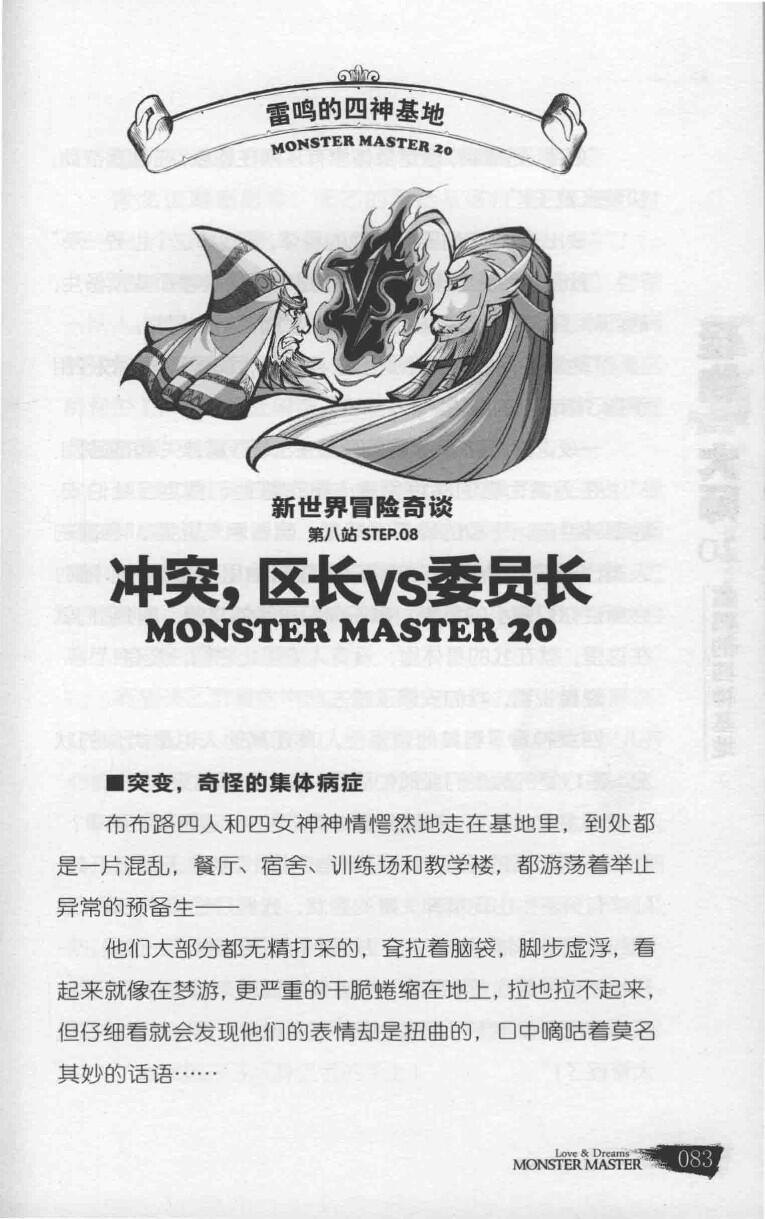 雷鸣的四神基地
MONSTER MASTER 20
VS
新世界冒险奇谈
第八站 STEP.08
冲突，区长VS委员长
MONSTER MASTER 20
■突变，奇怪的集体病症
布布路四人和四女神神情愕然地走在基地里，到处都
是一片混乱，餐厅、宿舍、训练场和教学楼，都游荡着举止
异常的预备生……
他们大部分都无精打采的，耷拉着脑袋，脚步虚浮，看
起来就像在梦游，更严重的干脆蜷缩在地上，拉也拉不起来，
但仔细看就会发现他们的表情却是扭曲的，口中嘀咕着莫名
其妙的话语……
Love & Dreams
MONSTER MASTER 083